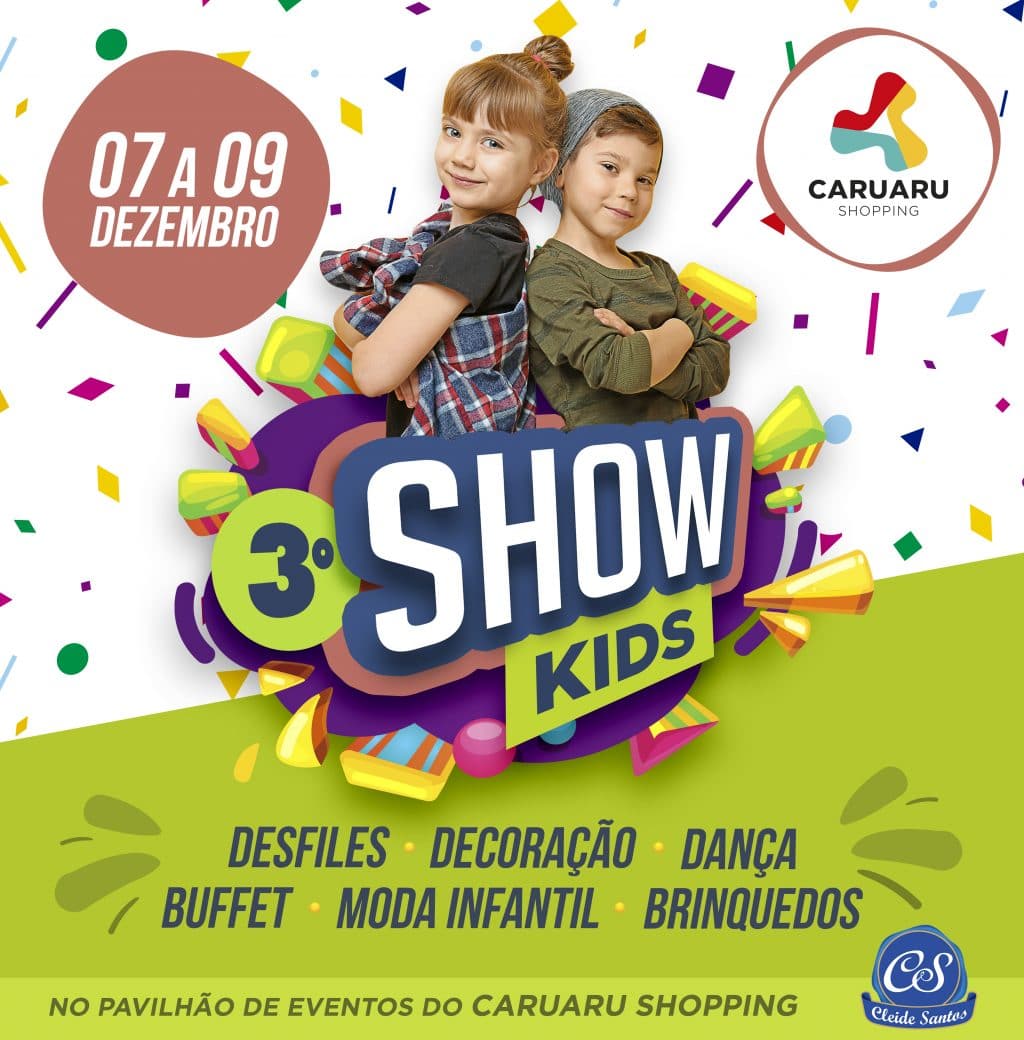 07 A 09
DEZEMBRO
CARUARU
SHOPPING
3º
SHOW
KIDS
DESFILES • DECORAÇÃO • DANÇA
BUFFET • MODA INFANTIL • BRINQUEDOS
NO PAVILHÃO DE EVENTOS DO CARUARU SHOPPING
CS
Cleide Santos